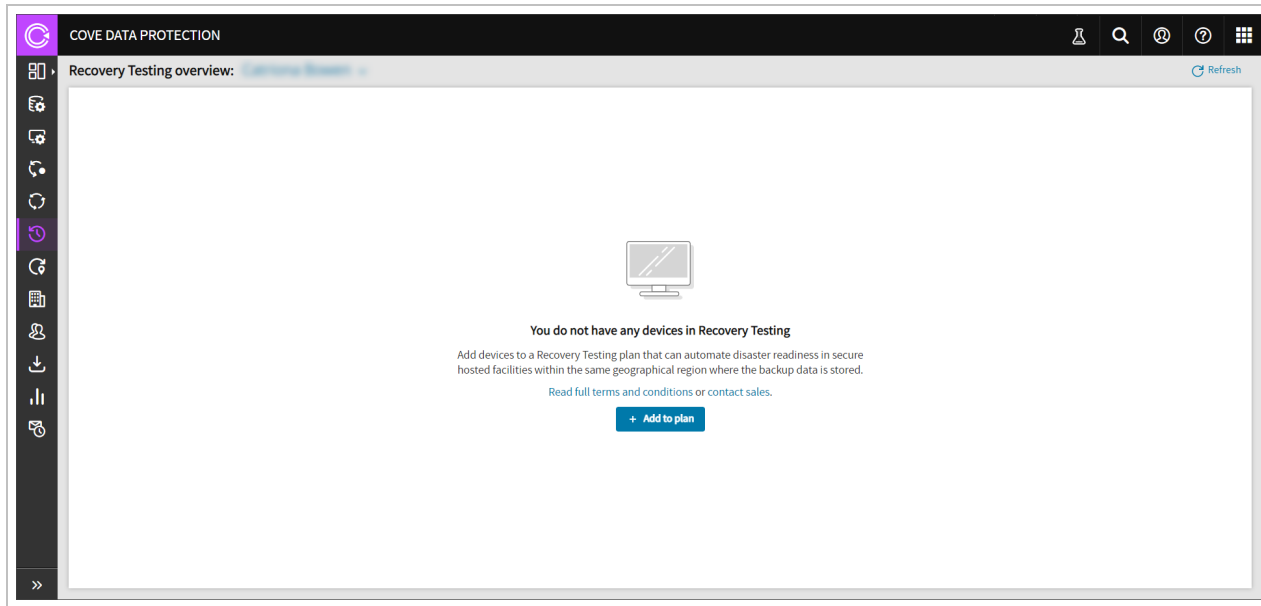 COVE DATA PROTECTION
Recovery Testing overview:
Refresh
You do not have any devices in Recovery Testing
Add devices to a Recovery Testing plan that can automate disaster readiness in secure
hosted facilities within the same geographical region where the backup data is stored.
Read full terms and conditions or contact sales.
+ Add to plan